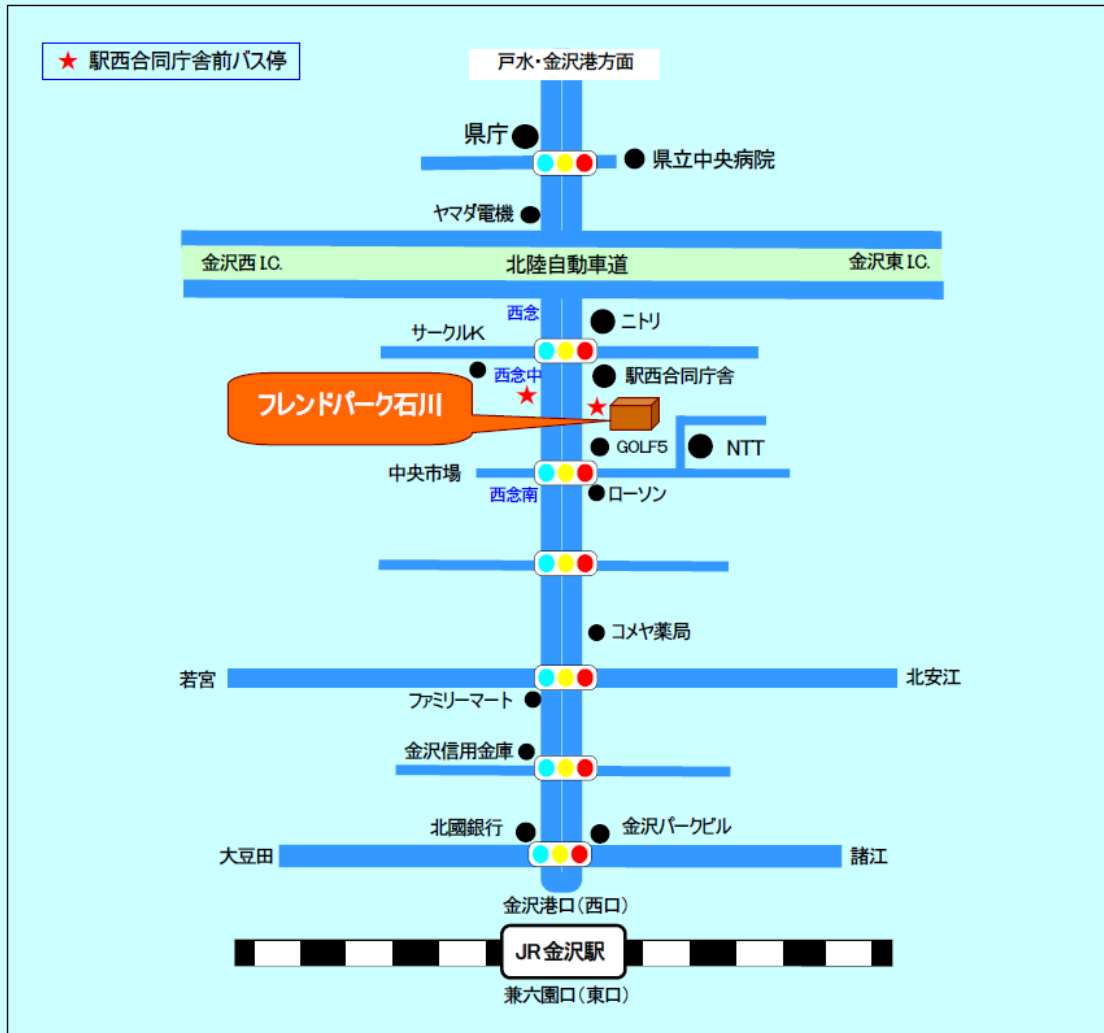 ★ 駅西合同庁舎前バス停
戸水・金沢港方面
県庁
県立中央病院
ヤマダ電機
金沢西I.C.
北陸自動車道
金沢東I.C.
西念
ニトリ
サークルK
西念中
駅西合同庁舎
フレンドパーク石川
GOLF5
NTT
中央市場
西念南
ローソン
コメヤ薬局
若宮
北安江
ファミリーマート
金沢信用金庫
北國銀行
金沢パークビル
大豆田
諸江
金沢港口(西口)
JR金沢駅
兼六園口(東口)